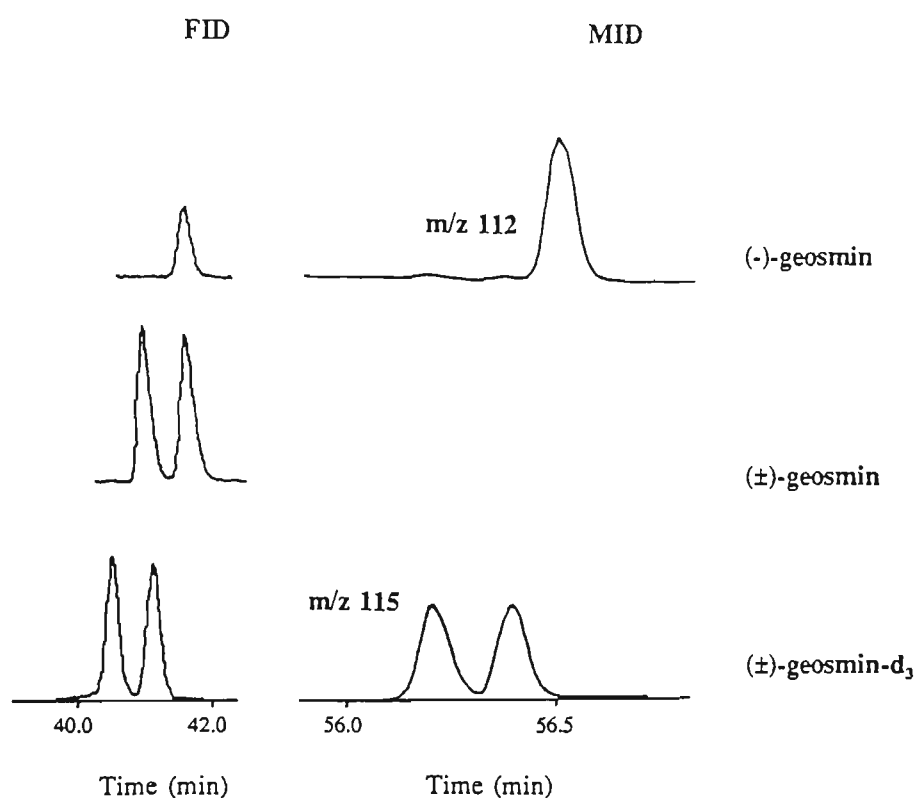 FID
MID
m/z 112
(-)-geosmin
(±)-geosmin
m/z 115
(±)-geosmin-d₃
40.0
42.0
56.0
56.5
Time (min)
Time (min)